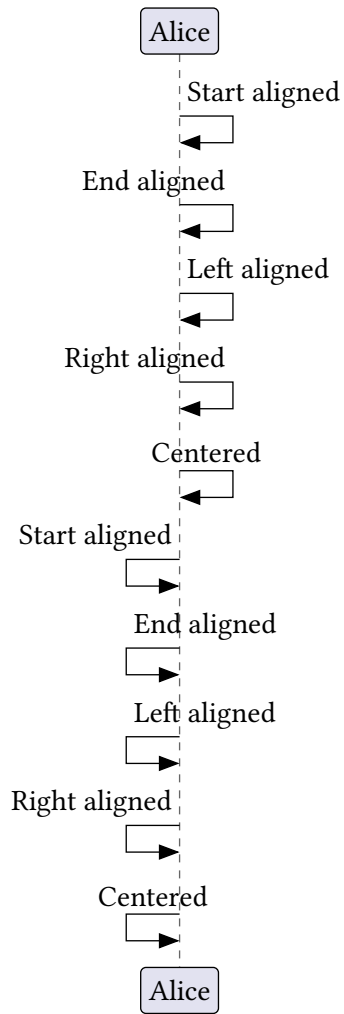 Alice
Start aligned
End aligned
Left aligned
Right aligned
Centered
Start aligned
End aligned
Left aligned
Right aligned
Centered
Alice